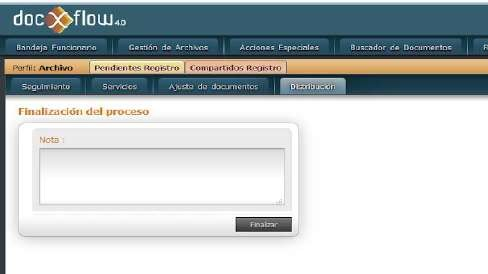 docxflow 4.0
Bandeja Funcionario Gestión de Archivos Acciones Especiales Buscador de Documentos
Perfil: Archivo Pendientes Registro Compartidos Registro
Seguimiento Servicios Ajuste de documentos Distribución
Finalización del proceso
Nota :
Finalizar